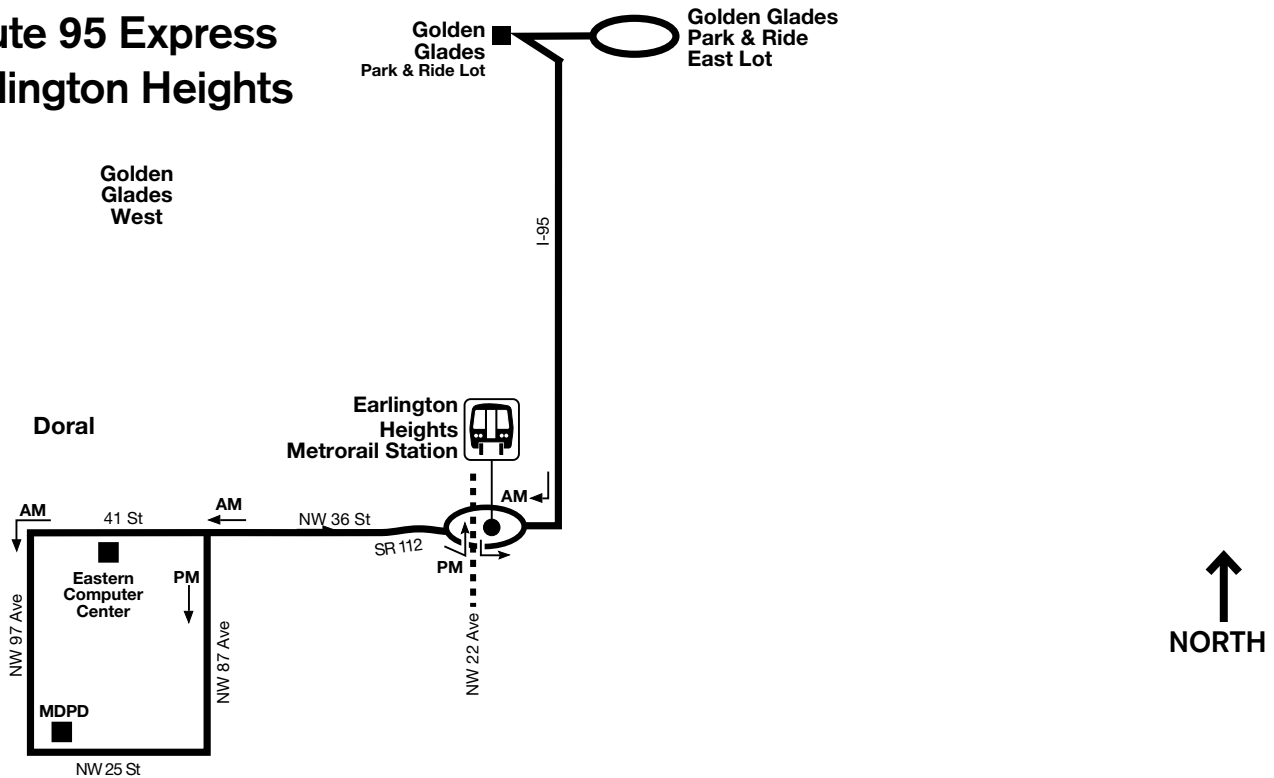 ute 95 Express
lington Heights
Golden
Glades
Park & Ride Lot
Golden Glades
Park & Ride
East Lot
Golden
Glades
West
I-95
Earlington
Heights
Metrorail Station
Doral
AM
AM
41 St
AM
NW 36 St
SR 112
PM
Eastern
Computer
Center
PM
NW 97 Ave
NW 87 Ave
NW 22 Ave
NORTH
MDPD
NW 25 St